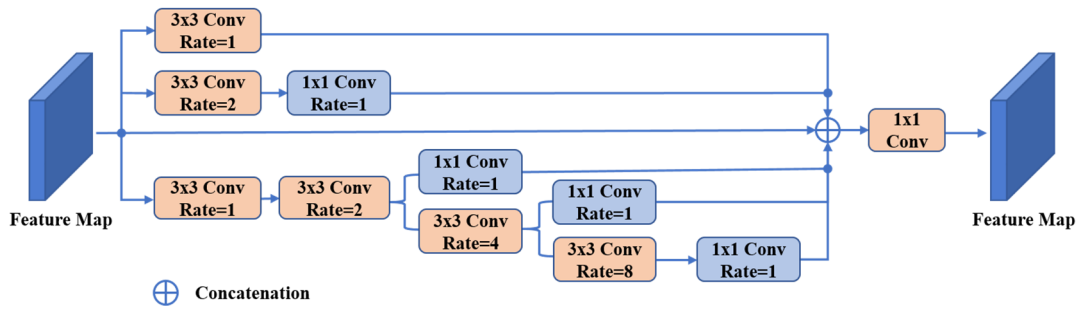 3x3 Conv
Rate=1
3x3 Conv
Rate=2
1x1 Conv
Rate=1
1x1
Conv
3x3 Conv
Rate=1
3x3 Conv
Rate=2
1x1 Conv
Rate=1
1x1 Conv
Rate=1
3x3 Conv
Rate=4
3x3 Conv
Rate=8
1x1 Conv
Rate=1
Feature Map
Feature Map
Concatenation